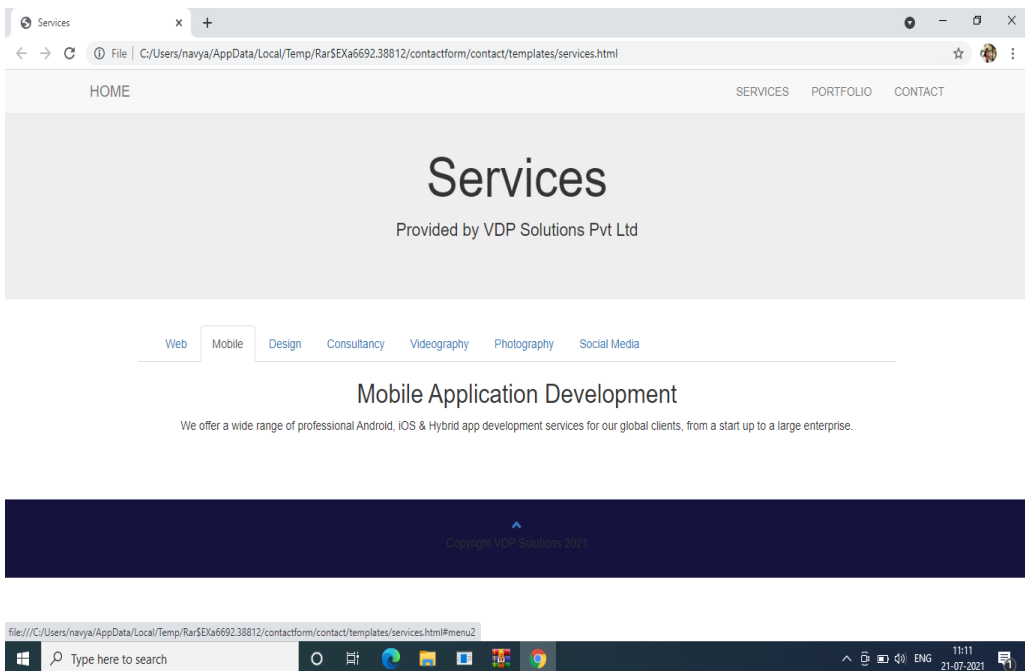 Services
File C:/Users/navya/AppData/Local/Temp/Rar$EXa6692.38812/contactform/contact/templates/services.html
HOME SERVICES PORTFOLIO CONTACT
Services
Provided by VDP Solutions Pvt Ltd
Web Mobile Design Consultancy Videography Photography Social Media
Mobile Application Development
We offer a wide range of professional Android, iOS & Hybrid app development services for our global clients, from a start up to a large enterprise.
Copyright VDP Solutions 2021
file:///C:/Users/navya/AppData/Local/Temp/Rar$EXa6692.38812/contactform/contact/templates/services.html#menu2
Type here to search ENG 11:11
21-07-2021 1